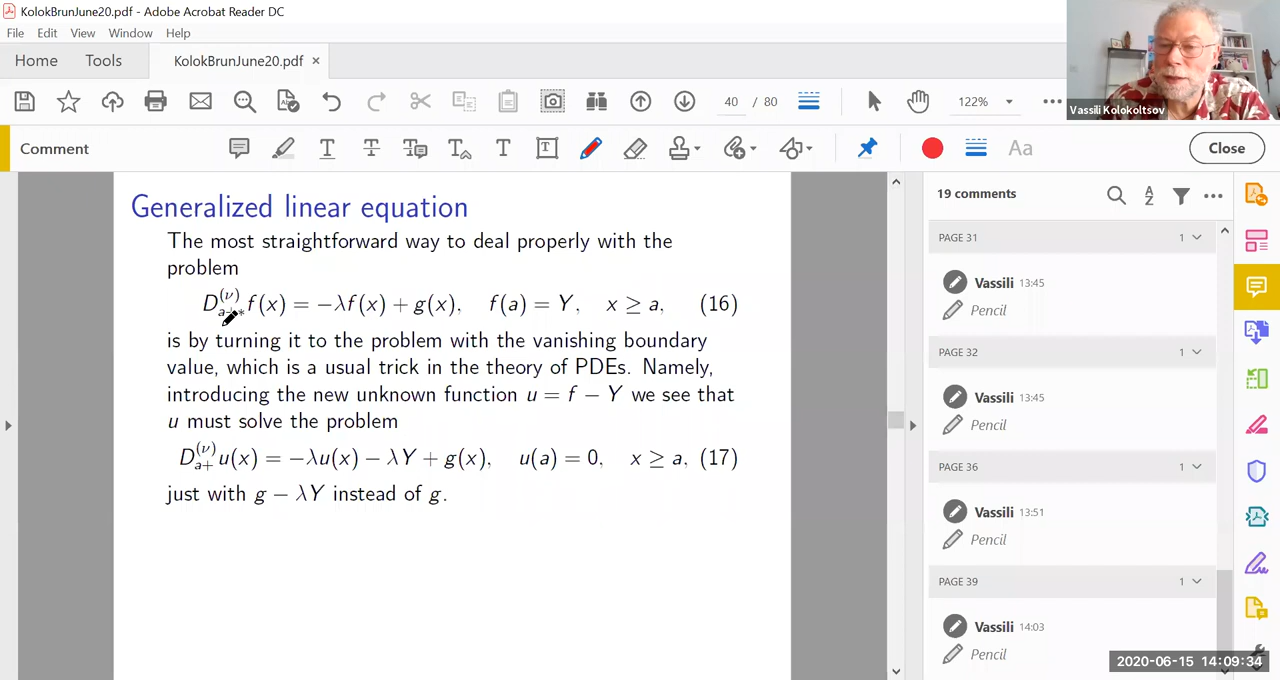 KolokBrunJune20.pdf - Adobe Acrobat Reader DC
File Edit View Window Help
Home Tools KolokBrunJune20.pdf ×
40 / 80 122%
Vassili Kolokoltsov
Comment
Aa
Close
Generalized linear equation
The most straightforward way to deal properly with the
problem
D_{a+*}^{(ν)} f(x) = −λf(x) + g(x), f(a) = Y, x ≥ a, (16)
is by turning it to the problem with the vanishing boundary
value, which is a usual trick in the theory of PDEs. Namely,
introducing the new unknown function u = f − Y we see that
u must solve the problem
D_{a+}^{(ν)} u(x) = −λu(x) − λY + g(x), u(a) = 0, x ≥ a, (17)
just with g − λY instead of g.
19 comments
PAGE 31 1
Vassili 13:45
Pencil
PAGE 32 1
Vassili 13:45
Pencil
PAGE 36 1
Vassili 13:51
Pencil
PAGE 39 1
Vassili 14:03
Pencil
2020-06-15 14:09:34